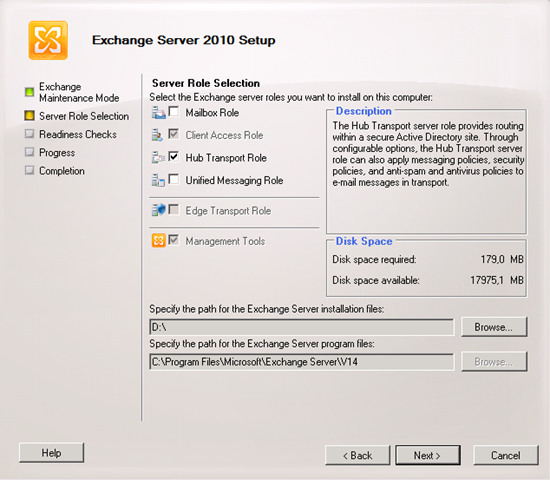 Exchange Server 2010 Setup
Exchange
Maintenance Mode
Server Role Selection
Readiness Checks
Progress
Completion
Server Role Selection
Select the Exchange server roles you want to install on this computer:
Mailbox Role
Client Access Role
Hub Transport Role
Unified Messaging Role
Edge Transport Role
Management Tools
Description
The Hub Transport server role provides routing
within a secure Active Directory site. Through
configurable options, the Hub Transport server
role can also apply messaging policies, security
policies, and anti-spam and antivirus policies to
e-mail messages in transport.
Disk Space
Disk space required: 179,0 MB
Disk space available: 17975,1 MB
Specify the path for the Exchange Server installation files:
D:\
Browse...
Specify the path for the Exchange Server program files:
C:\Program Files\Microsoft\Exchange Server\V14
Browse...
Help
< Back
Next >
Cancel